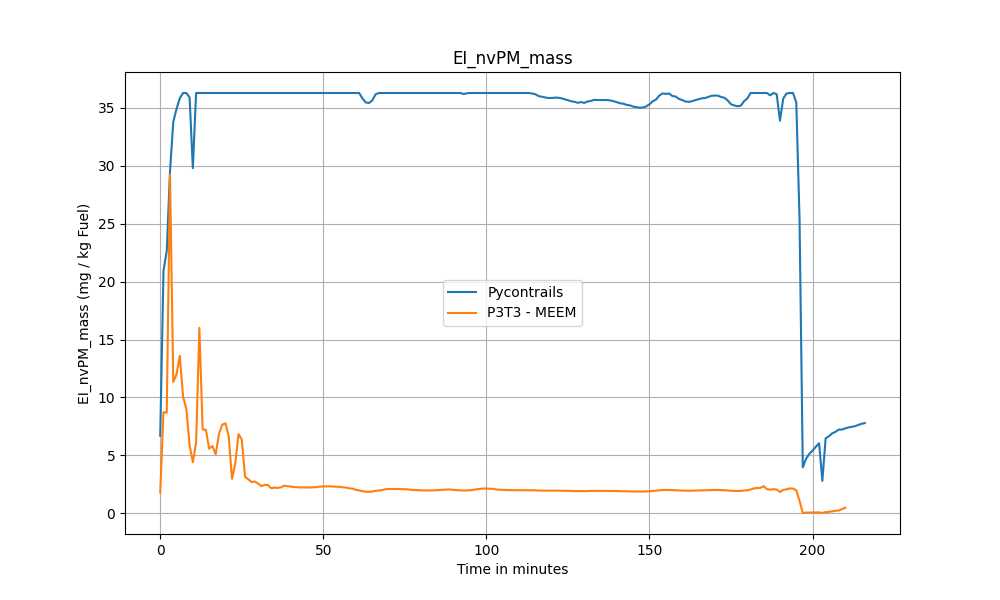 EI_nvPM_mass
EI_nvPM_mass (mg / kg Fuel)
35
30
25
20
15
10
5
0
Pycontrails
P3T3 - MEEM
0 50 100 150 200
Time in minutes